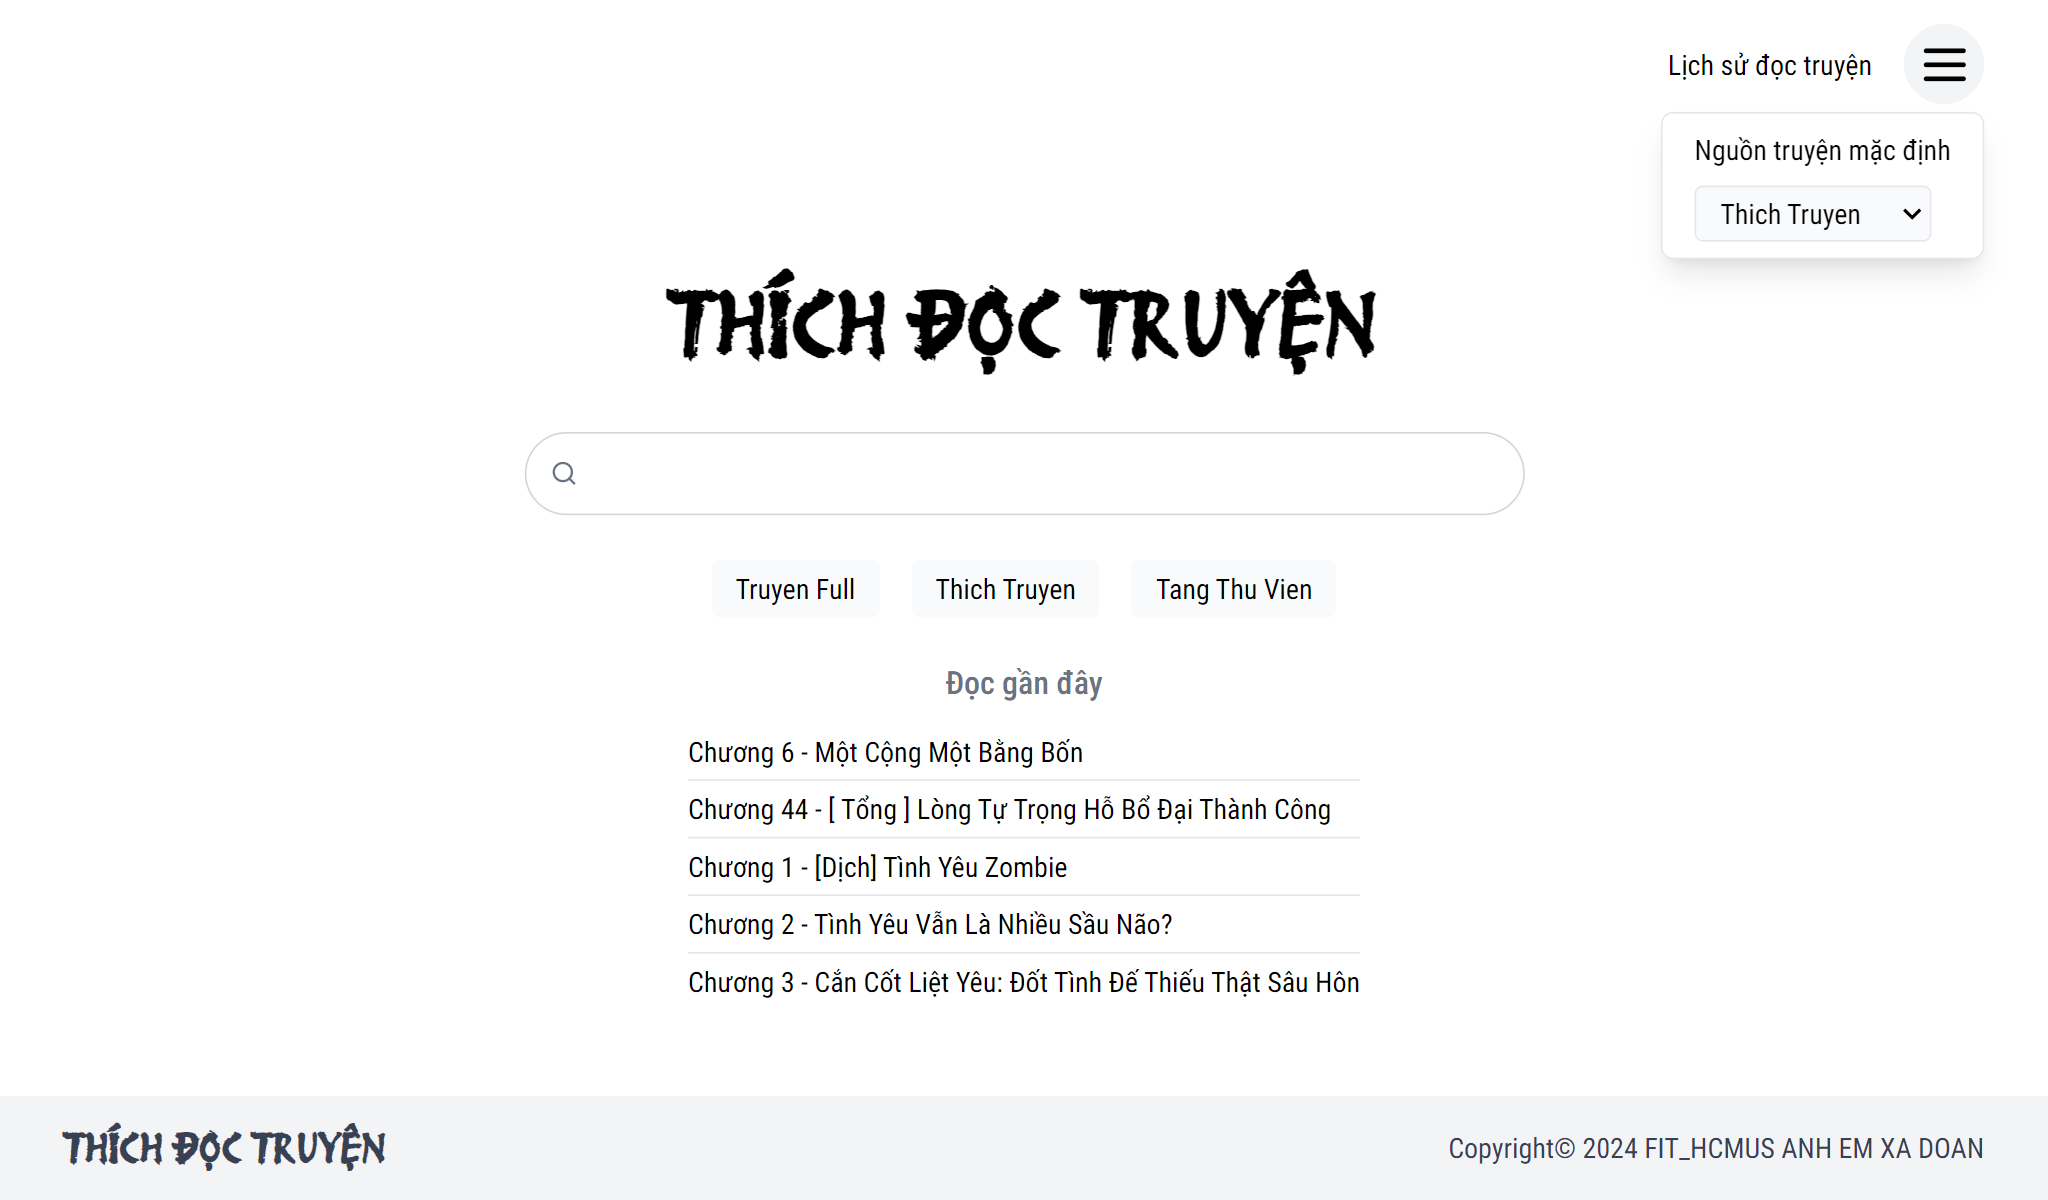 Lịch sử đọc truyện
Nguồn truyện mặc định
Thich Truyen
THÍCH ĐỌC TRUYỆN
Truyen Full
Thich Truyen
Tang Thu Vien
Đọc gần đây
Chương 6 - Một Cộng Một Bằng Bốn
Chương 44 - [ Tổng ] Lòng Tự Trọng Hỗ Bổ Đại Thành Công
Chương 1 - [Dịch] Tình Yêu Zombie
Chương 2 - Tình Yêu Vẫn Là Nhiều Sầu Não?
Chương 3 - Cắn Cốt Liệt Yêu: Đốt Tình Đế Thiếu Thật Sâu Hôn
THÍCH ĐỌC TRUYỆN
Copyright© 2024 FIT_HCMUS ANH EM XA DOAN